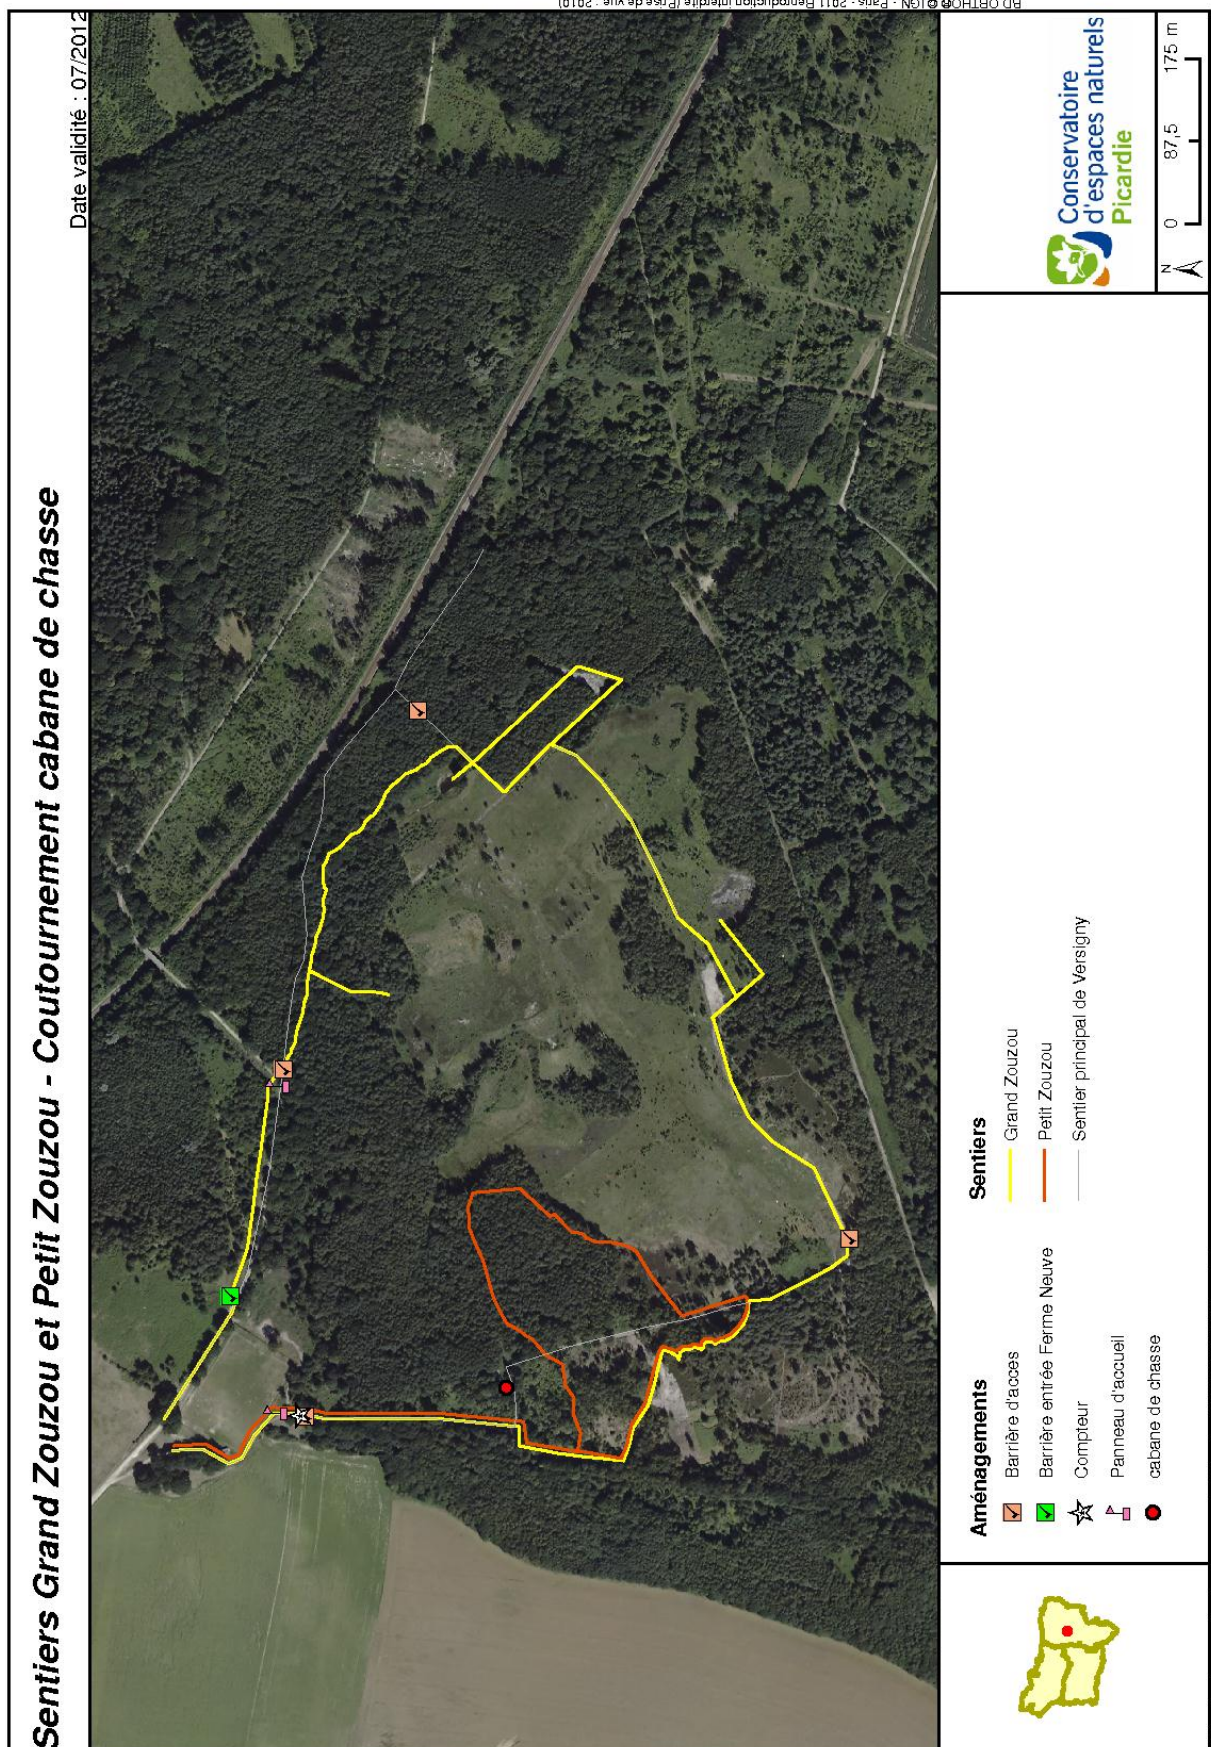 Sentiers Grand Zouzou et Petit Zouzou - Coutournement cabane de chasse
Date validité : 07/2012
BD ORTHO® © IGN - Paris - 2011 Reproduction interdite (Prise de vue : 2010)
Aménagements
Barrière d'accès
Barrière entrée Ferme Neuve
Compteur
Panneau d'accueil
cabane de chasse
Sentiers
Grand Zouzou
Petit Zouzou
Sentier principal de Versigny
Conservatoire
d'espaces naturels
Picardie
N
0 87,5 175 m